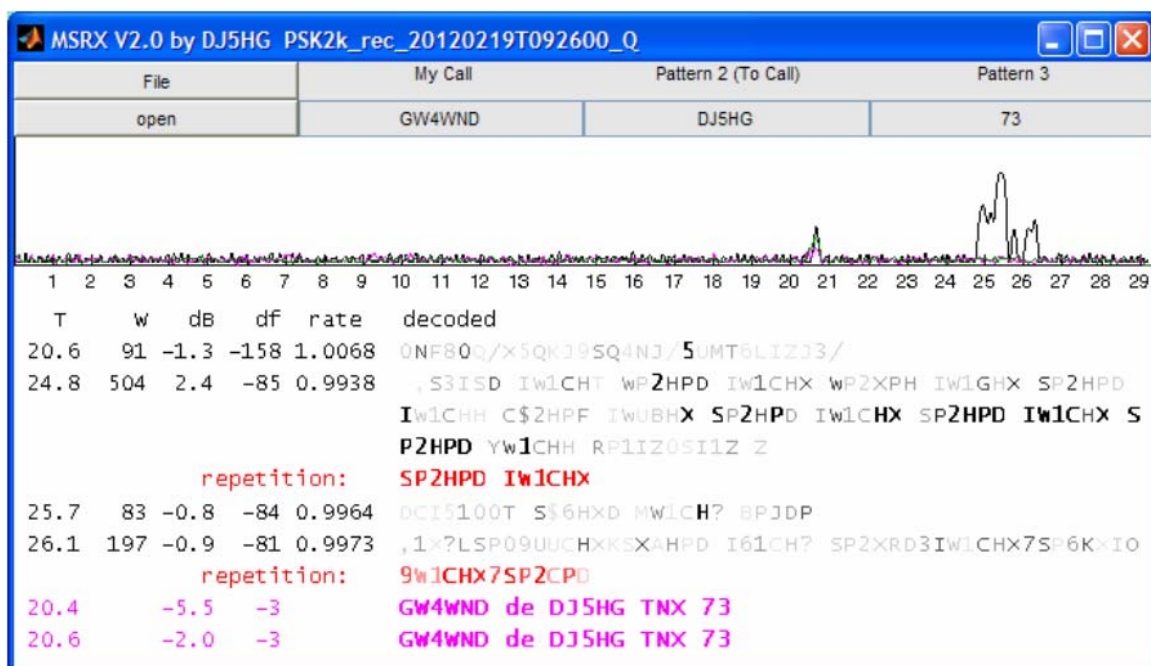 MSRX V2.0 by DJ5HG PSK2k_rec_20120219T092600_Q
File My Call Pattern 2 (To Call) Pattern 3
open GW4WND DJ5HG 73
1 2 3 4 5 6 7 8 9 10 11 12 13 14 15 16 17 18 19 20 21 22 23 24 25 26 27 28 29
T W dB df rate decoded
20.6 91 -1.3 -158 1.0068 0NF80Q/X5QKJ9SQ4NJ/5UMT6LIZJ3/
24.8 504 2.4 -85 0.9938 ,S3ISD IW1CHT WP2HPD IW1CHX WP2XPH IW1GHX SP2HPD
IW1CHH C$2HPF IWUBHX SP2HPD IW1CHX SP2HPD IW1CHX S
P2HPD YW1CHH RP1IZ0SI1Z Z
repetition: SP2HPD IW1CHX
25.7 83 -0.8 -84 0.9964 DCI5100T S$6HXD MW1CH? BPJDP
26.1 197 -0.9 -81 0.9973 ,1X?LSP09UUCHXKSXAHPD I61CH? SP2XRD3IW1CHX7SP6KXIO
repetition: 9W1CHX7SP2CPD
20.4 -5.5 -3 GW4WND de DJ5HG TNX 73
20.6 -2.0 -3 GW4WND de DJ5HG TNX 73